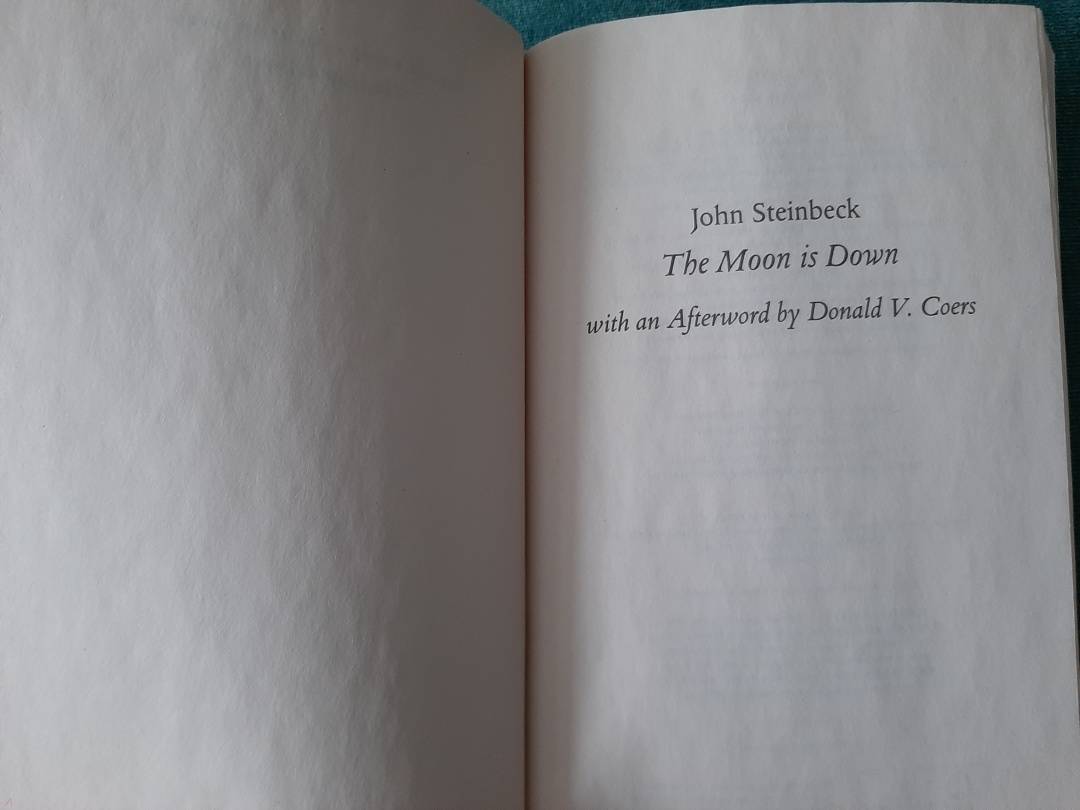 John Steinbeck
The Moon is Down
with an Afterword by Donald V. Coers